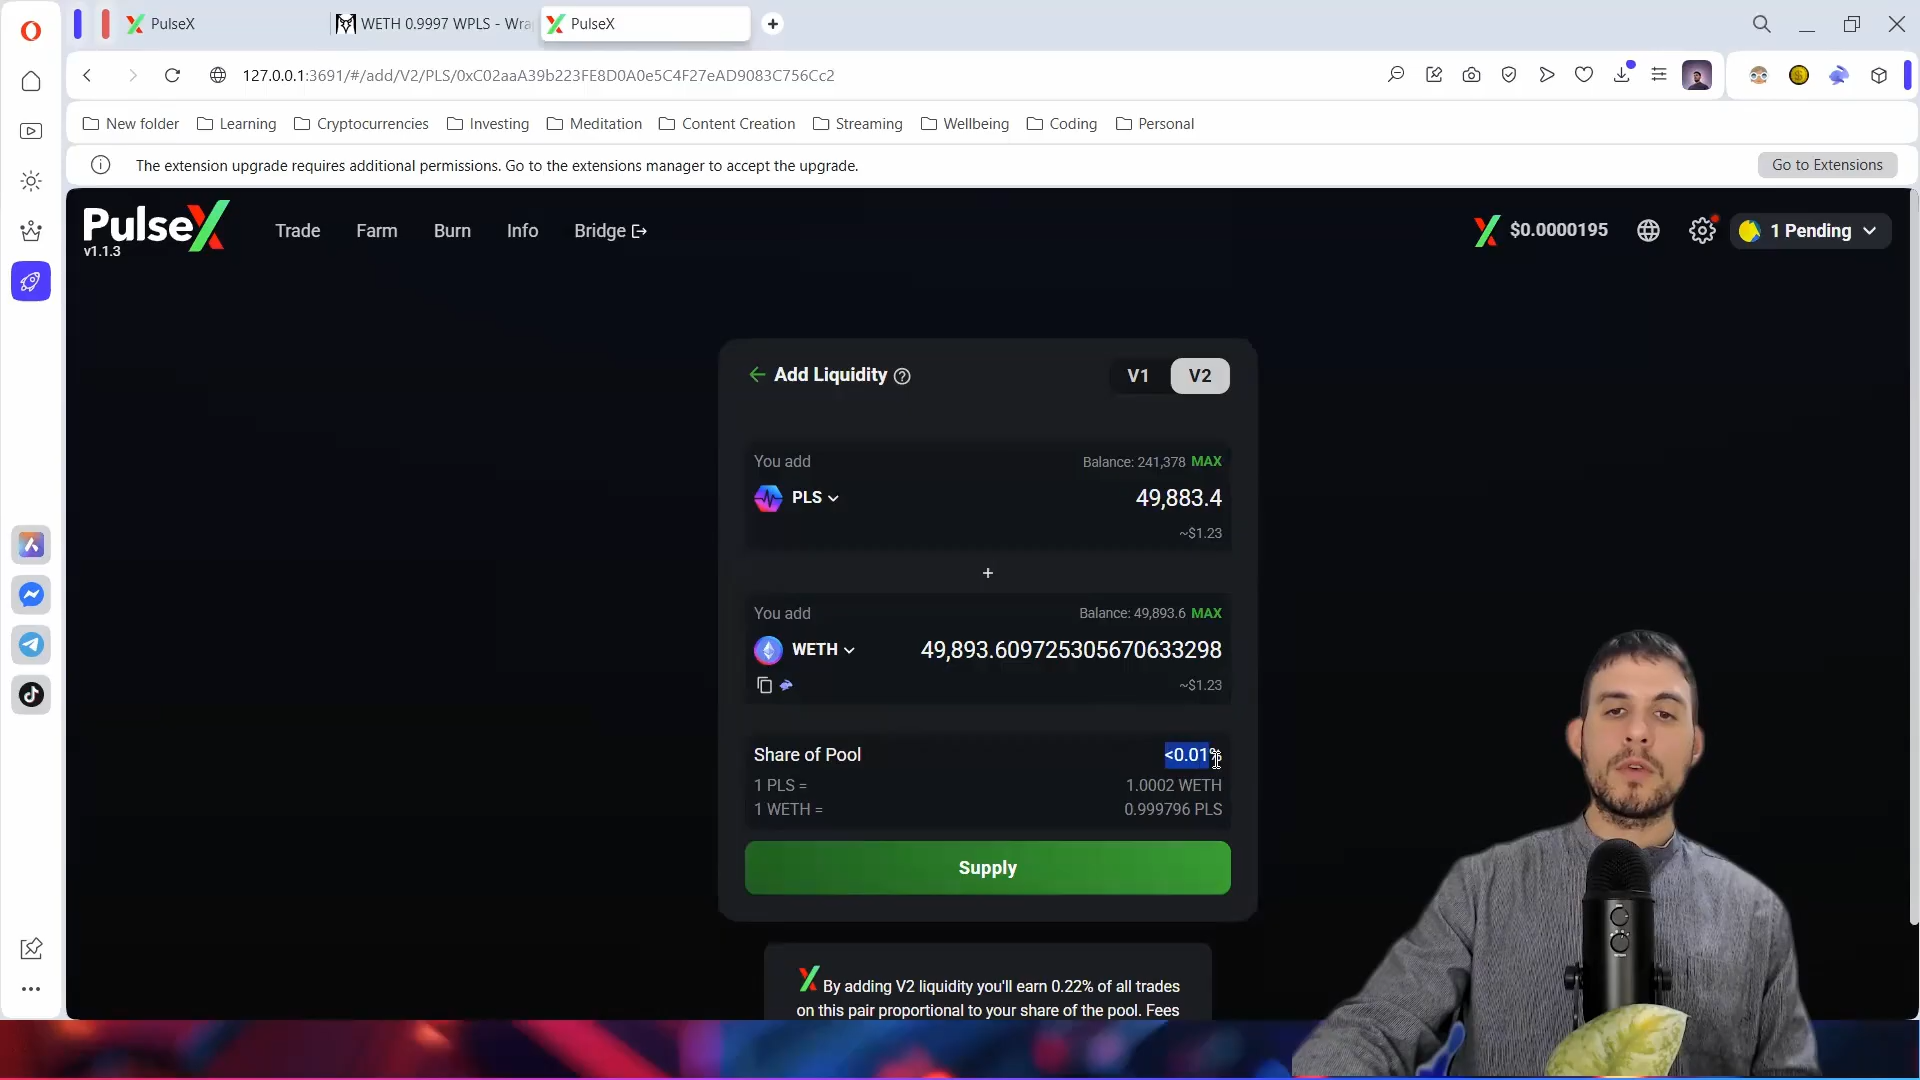 PulseX
WETH 0.9997 WPLS - Wra
PulseX
127.0.0.1:3691/#/add/V2/PLS/0xC02aaA39b223FE8D0A0e5C4F27eAD9083C756Cc2
New folder
Learning
Cryptocurrencies
Investing
Meditation
Content Creation
Streaming
Wellbeing
Coding
Personal
The extension upgrade requires additional permissions. Go to the extensions manager to accept the upgrade.
Go to Extensions
PulseX
v1.1.3
Trade
Farm
Burn
Info
Bridge
$0.0000195
1 Pending
Add Liquidity
V1
V2
You add
Balance: 241,378 MAX
PLS
49,883.4
~$1.23
+
You add
Balance: 49,893.6 MAX
WETH
49,893.609725305670633298
~$1.23
Share of Pool
<0.01%
1 PLS =
1.0002 WETH
1 WETH =
0.999796 PLS
Supply
By adding V2 liquidity you'll earn 0.22% of all trades
on this pair proportional to your share of the pool. Fees